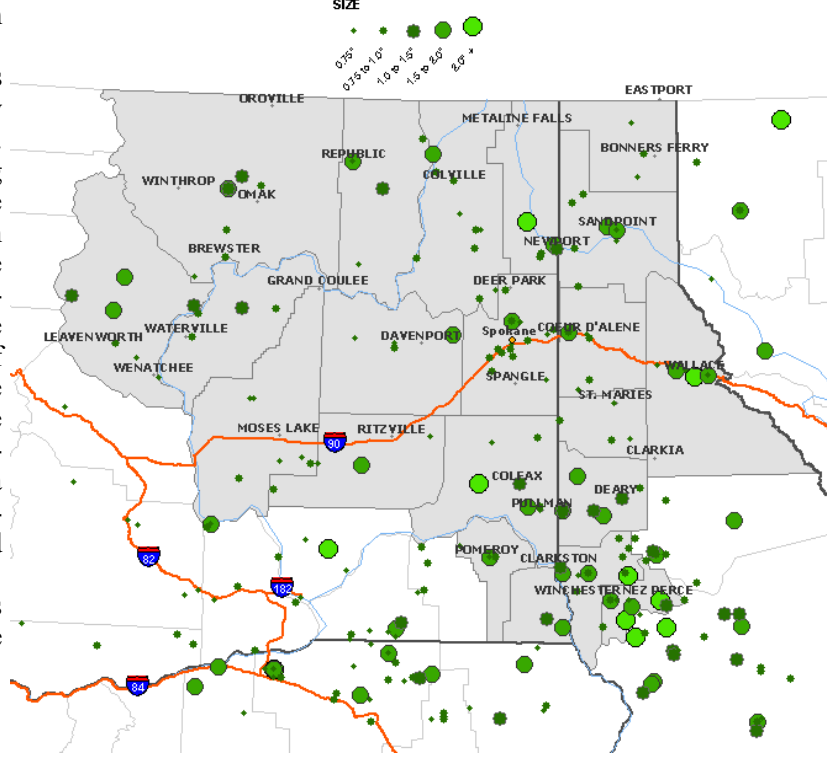 SIZE
0.75"
0.75 to 1.0"
1.0 to 1.5"
1.5 to 2.0"
2.0" +
EASTPORT
OROVILLE
METALINE FALLS
BONNERS FERRY
REPUBLIC
COLVILLE
WINTHROP
OMAK
SANDPOINT
NEWPORT
BREWSTER
GRAND COULEE
DEER PARK
WATERVILLE
LEAVENWORTH
DAVENPORT
Spokane
COEUR D'ALENE
WENATCHEE
WALLACE
SPANGLE
ST. MARIES
MOSES LAKE
RITZVILLE
90
CLARKIA
COLFAX
DEARY
PULLMAN
POMEROY
CLARKSTON
82
182
WINCHESTER
NEZ PERCE
84